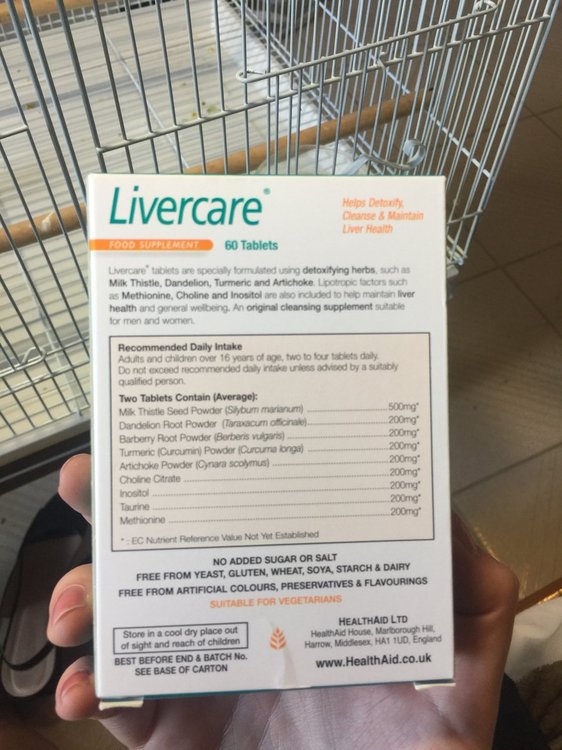 Livercare®
Helps Detoxify,
Cleanse & Maintain
Liver Health
FOOD SUPPLEMENT
60 Tablets
Livercare® tablets are specially formulated using detoxifying herbs, such as
Milk Thistle, Dandelion, Turmeric and Artichoke. Lipotropic factors such
as Methionine, Choline and Inositol are also included to help maintain liver
health and general wellbeing. An original cleansing supplement suitable
for men and women.
Recommended Daily Intake
Adults and children over 16 years of age, two to four tablets daily.
Do not exceed recommended daily intake unless advised by a suitably
qualified person.
Two Tablets Contain (Average):
Milk Thistle Seed Powder (Silybum marianum) 500mg*
Dandelion Root Powder (Taraxacum officinale) 200mg*
Barberry Root Powder (Berberis vulgaris) 200mg*
Turmeric (Curcumin) Powder (Curcuma longa) 200mg*
Artichoke Powder (Cynara scolymus) 200mg*
Choline Citrate 200mg*
Inositol 200mg*
Taurine 200mg*
Methionine 200mg*
* : EC Nutrient Reference Value Not Yet Established
NO ADDED SUGAR OR SALT
FREE FROM YEAST, GLUTEN, WHEAT, SOYA, STARCH & DAIRY
FREE FROM ARTIFICIAL COLOURS, PRESERVATIVES & FLAVOURINGS
SUITABLE FOR VEGETARIANS
Store in a cool dry place out
of sight and reach of children
BEST BEFORE END & BATCH No.
SEE BASE OF CARTON
HEALTHAID LTD
HealthAid House, Marlborough Hill,
Harrow, Middlesex, HA1 1UD, England
www.HealthAid.co.uk